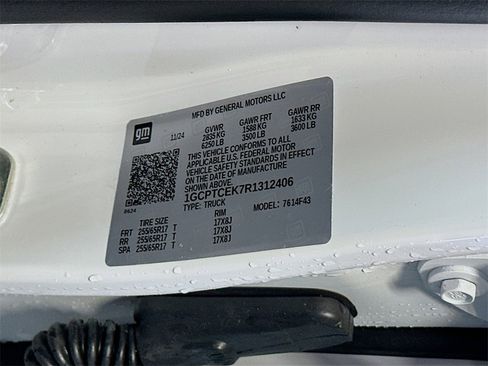 MFD BY GENERAL MOTORS LLC
gm
11/24
GVWR GAWR FRT GAWR RR
2835 KG 1588 KG 1633 KG
6250 LB 3500 LB 3600 LB
THIS VEHICLE CONFORMS TO ALL
APPLICABLE U.S. FEDERAL MOTOR
VEHICLE SAFETY STANDARDS IN EFFECT
ON THE DATE OF MANUFACTURE
SHOWN ABOVE.
1GCPTCEK7R1312406
8624
TYPE: TRUCK MODEL: 7614F43
TIRE SIZE RIM
FRT 255/65R17 T 17X8J
RR 255/65R17 T 17X8J
SPA 255/65R17 T 17X8J